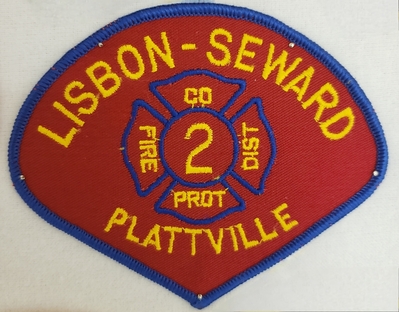 LISBON-SEWARD
CO
FIRE 2 DIST
PROT
PLATTVILLE